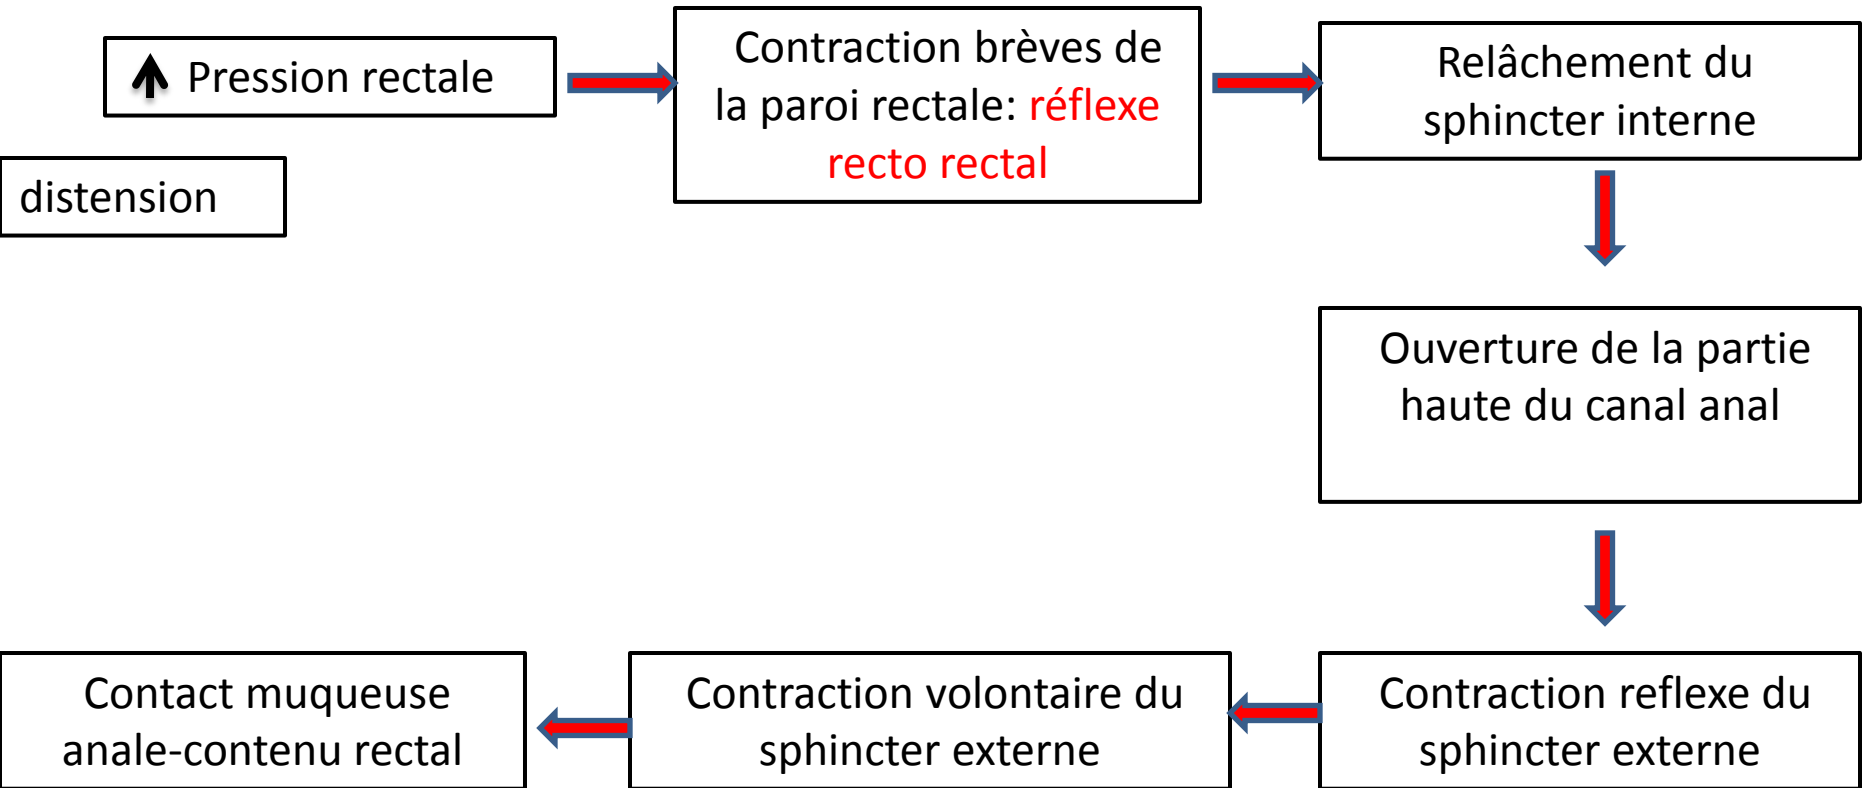 Pression rectale
distension
Contraction brèves de
la paroi rectale: réflexe
recto rectal
Relâchement du
sphincter interne
Ouverture de la partie
haute du canal anal
Contraction reflexe du
sphincter externe
Contraction volontaire du
sphincter externe
Contact muqueuse
anale-contenu rectal